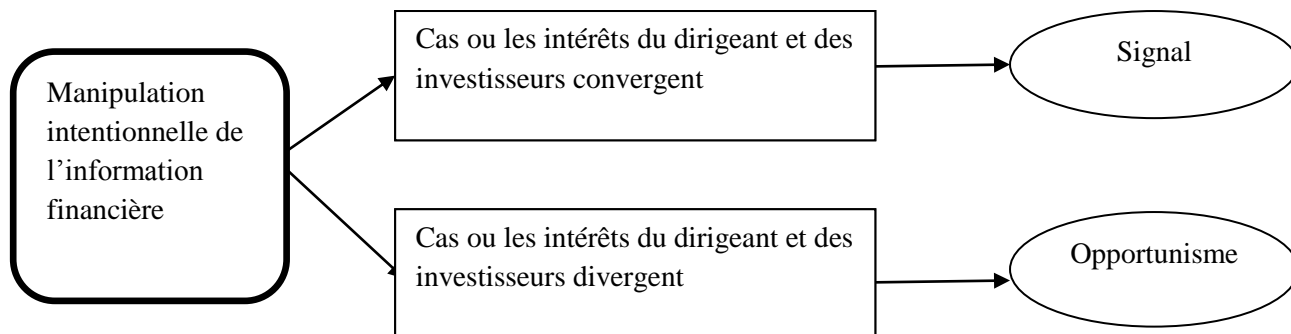 Manipulation
intentionnelle de
l’information
financière
Cas ou les intérêts du dirigeant et des
investisseurs convergent
Signal
Cas ou les intérêts du dirigeant et des
investisseurs divergent
Opportunisme